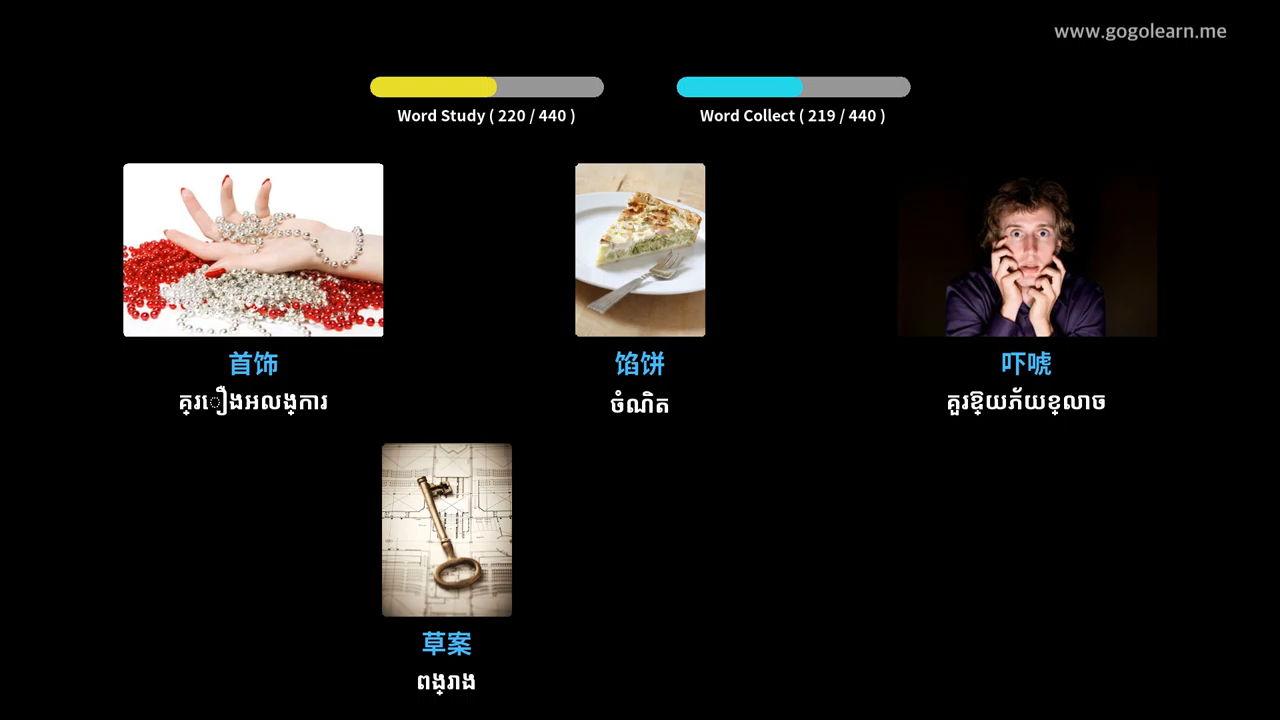 www.gogolearn.me
Word Study ( 220 / 440 )
Word Collect ( 219 / 440 )
首饰
馅饼
吓唬
គ្រឿងអលង្ការ
ចំណិត
គួរឱ្យភ័យខ្លាច
草案
ពង្រាង